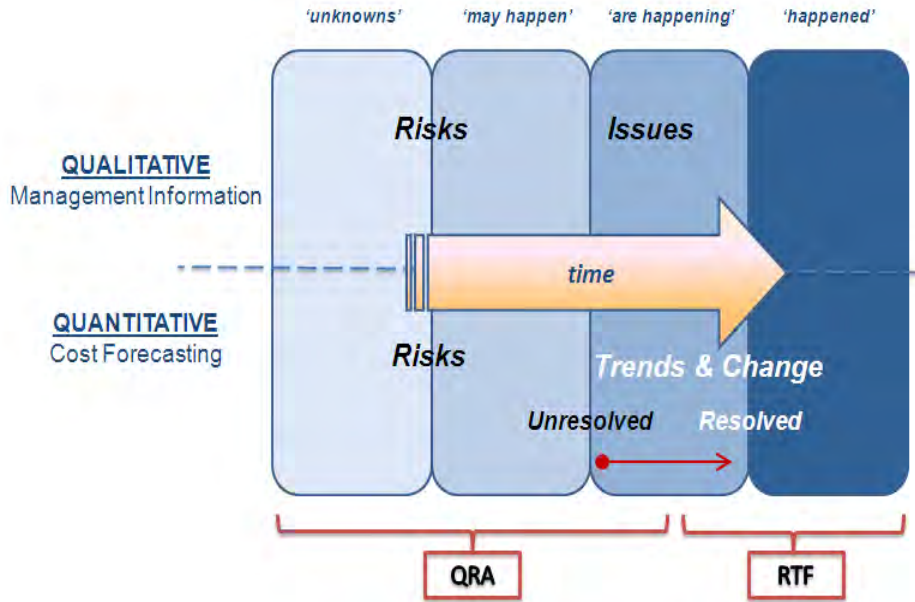 'unknowns' 'may happen' 'are happening' 'happened'
Risks Issues
QUALITATIVE
Management Information
time
QUANTITATIVE
Cost Forecasting
Risks
Trends & Change
Unresolved Resolved
QRA RTF